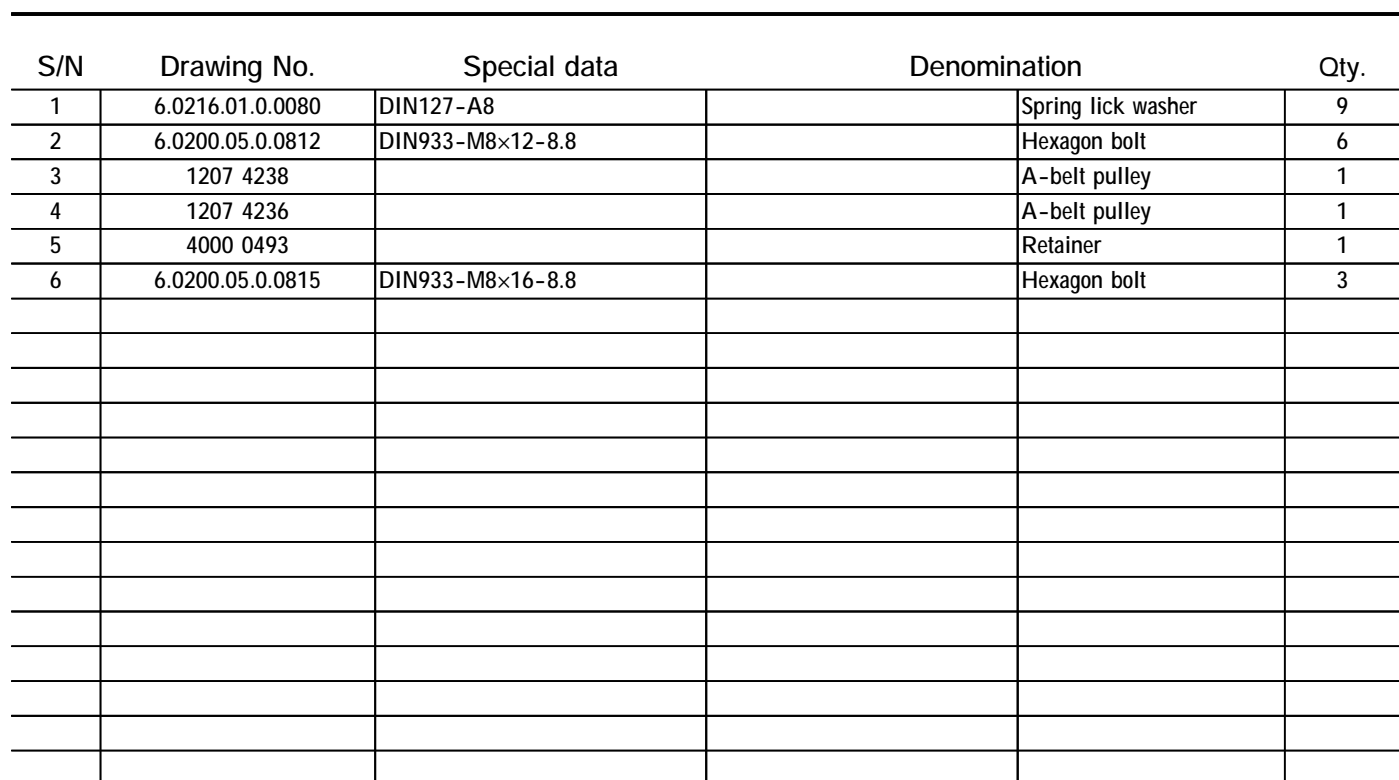 S/N Drawing No. Special data Denomination Qty.
1 6.0216.01.0.0080 DIN127-A8 Spring lick washer 9
2 6.0200.05.0.0812 DIN933-M8×12-8.8 Hexagon bolt 6
3 1207 4238 A-belt pulley 1
4 1207 4236 A-belt pulley 1
5 4000 0493 Retainer 1
6 6.0200.05.0.0815 DIN933-M8×16-8.8 Hexagon bolt 3